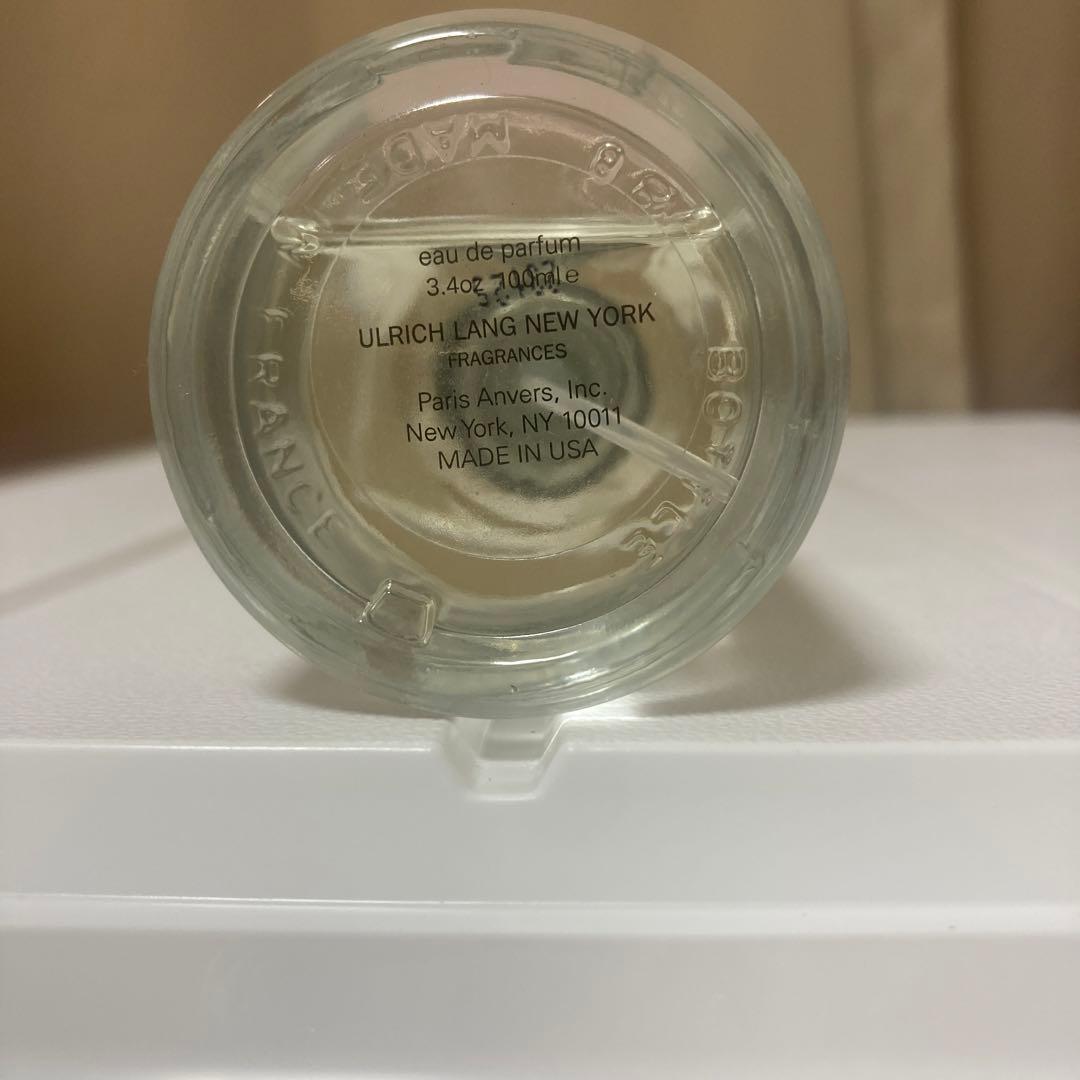 eau de parfum
3.4oz 100ml e
ULRICH LANG NEW YORK
FRAGRANCES
Paris Anvers, Inc.
New York, NY 10011
MADE IN USA
BOTTLE MADE
FRANCE